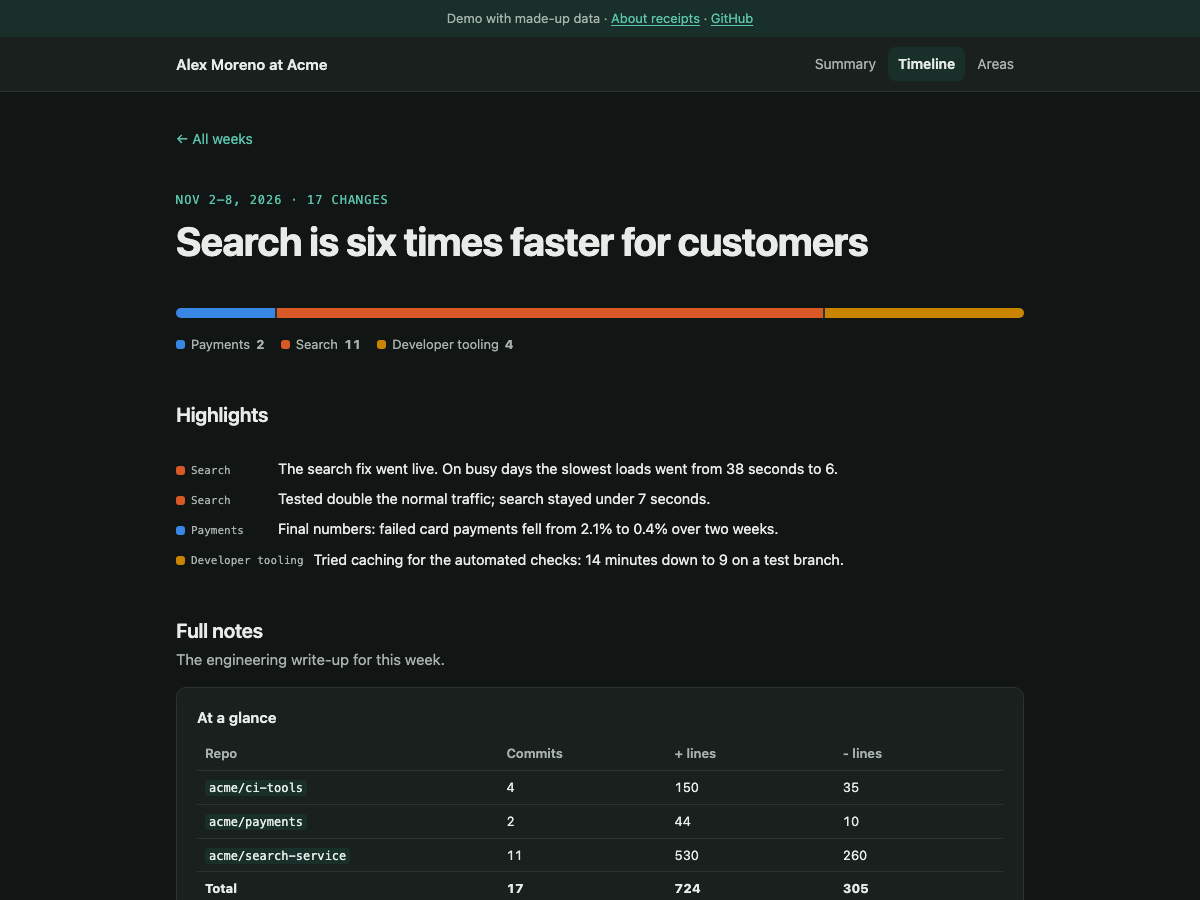 Demo with made-up data · About receipts · GitHub
Alex Moreno at Acme
Summary Timeline Areas
← All weeks
NOV 2–8, 2026 · 17 CHANGES
Search is six times faster for customers
Payments 2 Search 11 Developer tooling 4
Highlights
Search The search fix went live. On busy days the slowest loads went from 38 seconds to 6.
Search Tested double the normal traffic; search stayed under 7 seconds.
Payments Final numbers: failed card payments fell from 2.1% to 0.4% over two weeks.
Developer tooling Tried caching for the automated checks: 14 minutes down to 9 on a test branch.
Full notes
The engineering write-up for this week.
At a glance
Repo Commits + lines - lines
acme/ci-tools 4 150 35
acme/payments 2 44 10
acme/search-service 11 530 260
Total 17 724 305